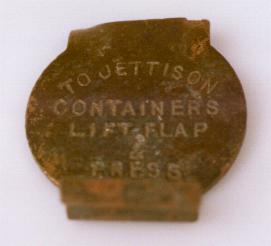 TO JETTISON
CONTAINERS
LIFT FLAP
&
PRESS